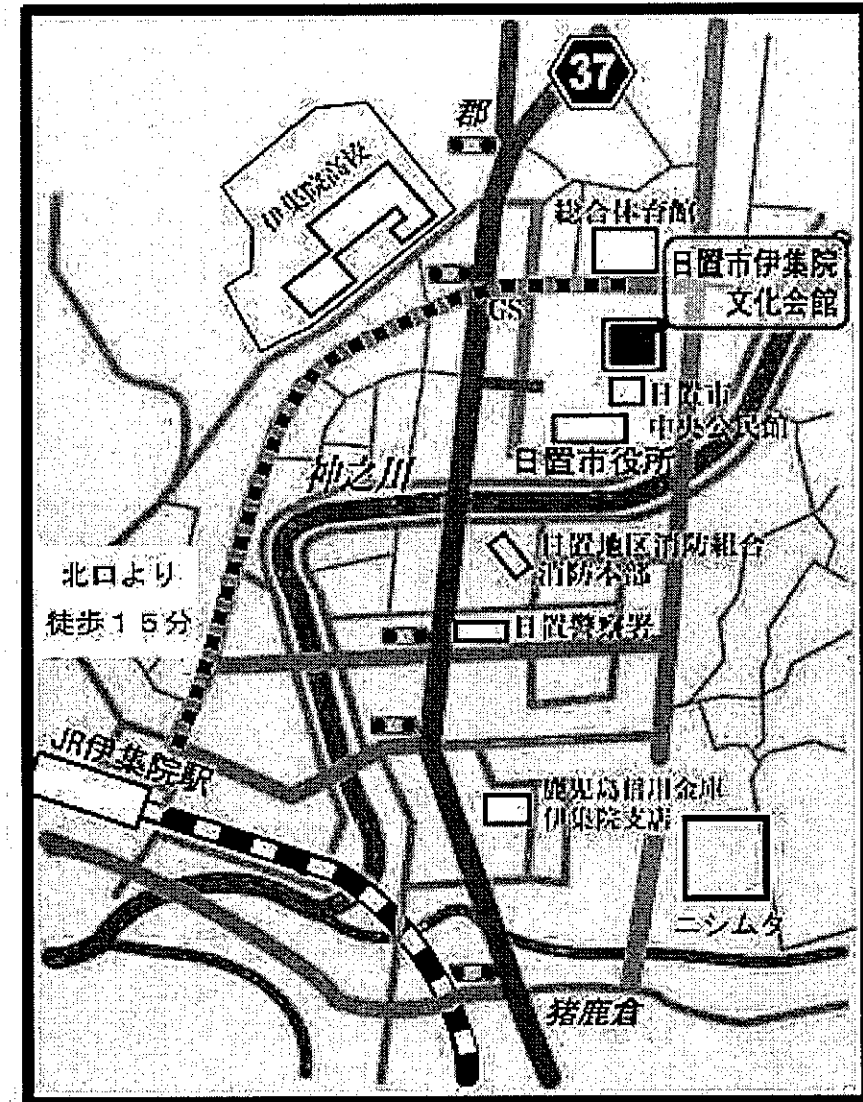 37
郡
伊集院高校
総合体育館
日置市伊集院
文化会館
GS
日置市
中央公民館
日置市役所
神之川
日置地区消防組合
消防本部
北口より
徒歩15分
日置警察署
JR伊集院駅
鹿児島信用金庫
伊集院支店
ニシムタ
猪鹿倉